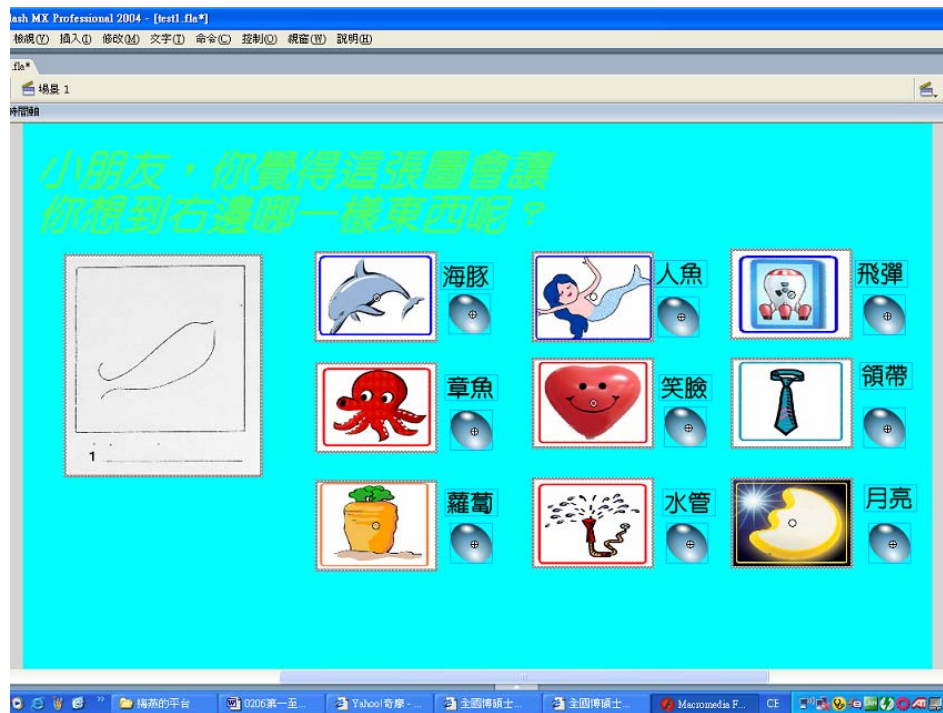 ash MX Professional 2004 - [test1.fla*]
檢視(V) 插入(I) 修改(M) 文字(T) 命令(C) 控制(O) 視窗(W) 說明(H)
.fla*
場景 1
時間軸
小朋友，你覺得這張圖會讓
你想到右邊哪一樣東西呢？
海豚
人魚
飛彈
章魚
笑臉
領帶
1
蘿蔔
水管
月亮
梅燕的平台
0206第一至...
Yahoo!奇摩 - ...
全國博碩士...
全國博碩士...
Macromedia F...
CE